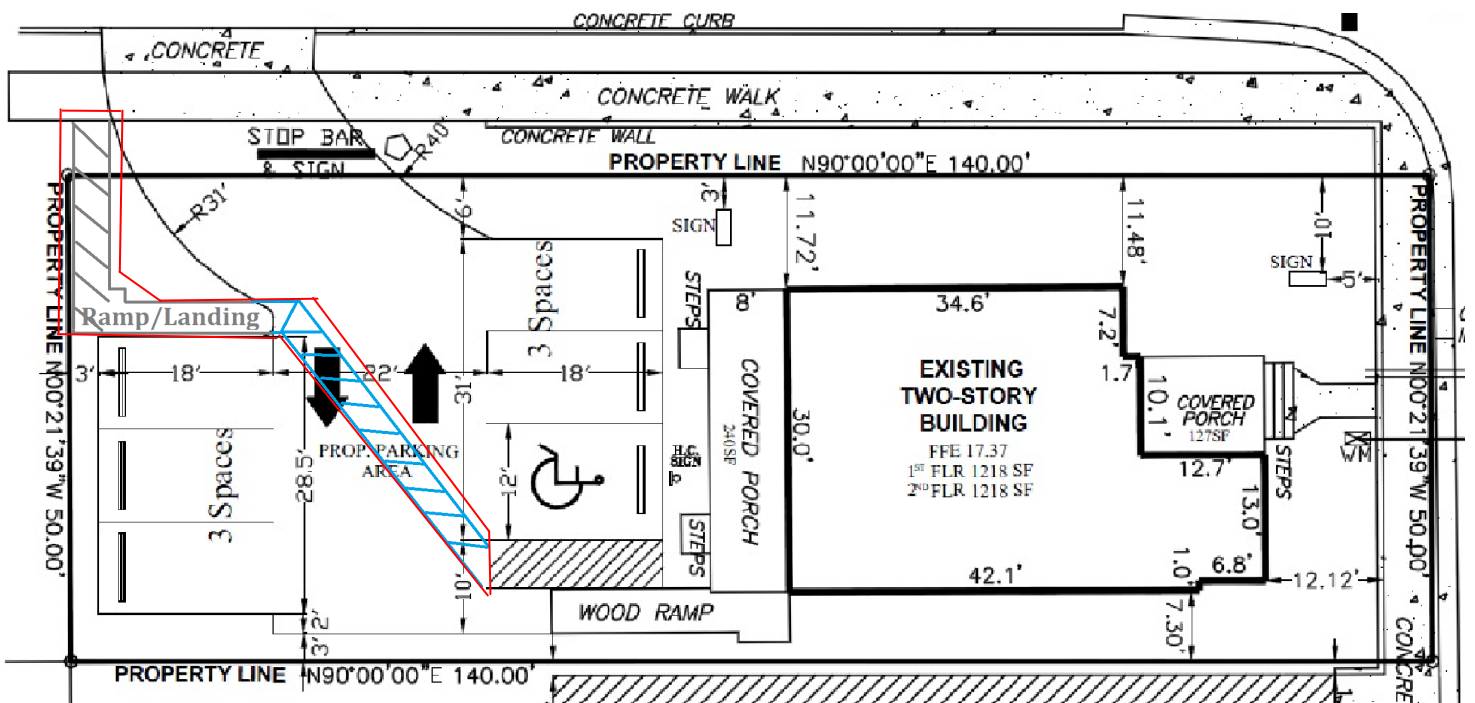 CONCRETE CURB
CONCRETE
CONCRETE WALK
STOP BAR
& SIGN
R40'
CONCRETE WALL
PROPERTY LINE N90°00'00"E 140.00'
R31'
6'
3'
SIGN
11.72'
11.48'
10'
SIGN
5'
PROPERTY LINE N00°21'39"W 50.00'
PROPERTY LINE N00°21'39"W 50.00'
Ramp/Landing
3 Spaces
STEPS
8'
34.6'
7.2'
1.7'
3'
18'
22'
18'
31'
COVERED PORCH
240SF
30.0'
EXISTING
TWO-STORY
BUILDING
FFE 17.37
1ST FLR 1218 SF
2ND FLR 1218 SF
10.1'
COVERED
PORCH
127SF
WM
PROP. PARKING
AREA
H.C.
SIGN
12.7'
STEPS
3 Spaces
28.5'
12'
STEPS
13.0'
10'
42.1'
1.0'
6.8'
12.12'
WOOD RAMP
7.30'
2'
3'
PROPERTY LINE N90°00'00"E 140.00'
CONCRE